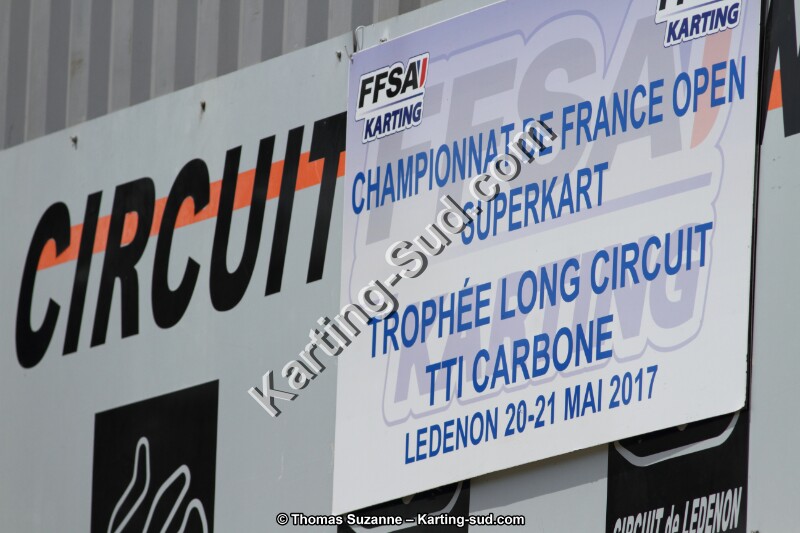 FFSA
KARTING
FFSA
KARTING
CIRCUIT
CHAMPIONNAT DE FRANCE OPEN
SUPERKART
TROPHÉE LONG CIRCUIT
TTI CARBONE
LEDENON 20-21 MAI 2017
Karting-Sud.com
CIRCUIT de LEDENON
© Thomas Suzanne – Karting-sud.com